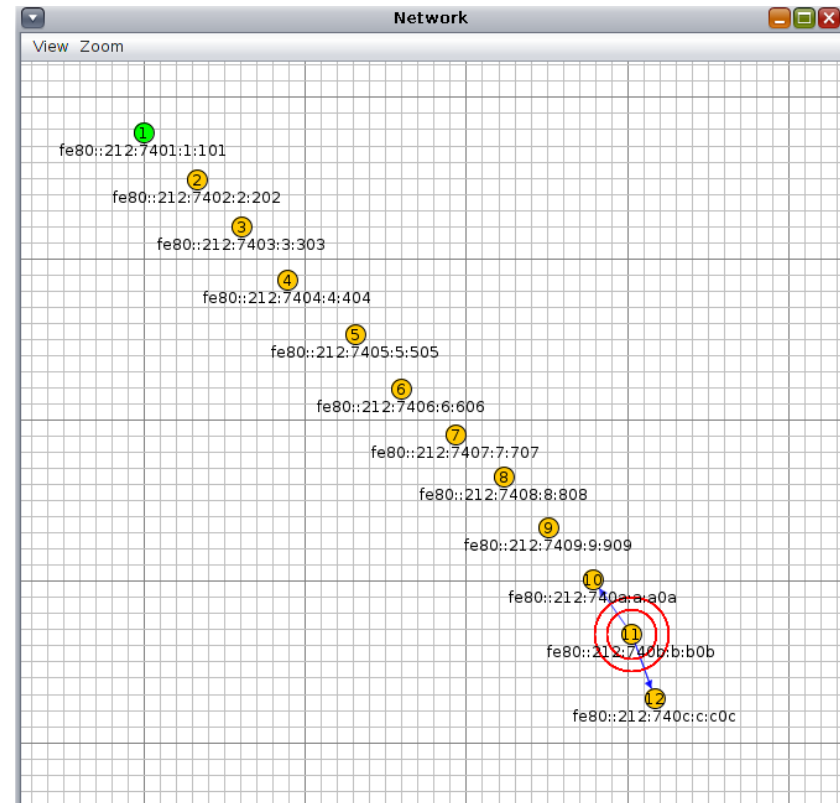 Network
View Zoom
1
fe80::212:7401:1:101
2
fe80::212:7402:2:202
3
fe80::212:7403:3:303
4
fe80::212:7404:4:404
5
fe80::212:7405:5:505
6
fe80::212:7406:6:606
7
fe80::212:7407:7:707
8
fe80::212:7408:8:808
9
fe80::212:7409:9:909
10
fe80::212:740a:a:a0a
11
fe80::212:740b:b:b0b
12
fe80::212:740c:c:c0c